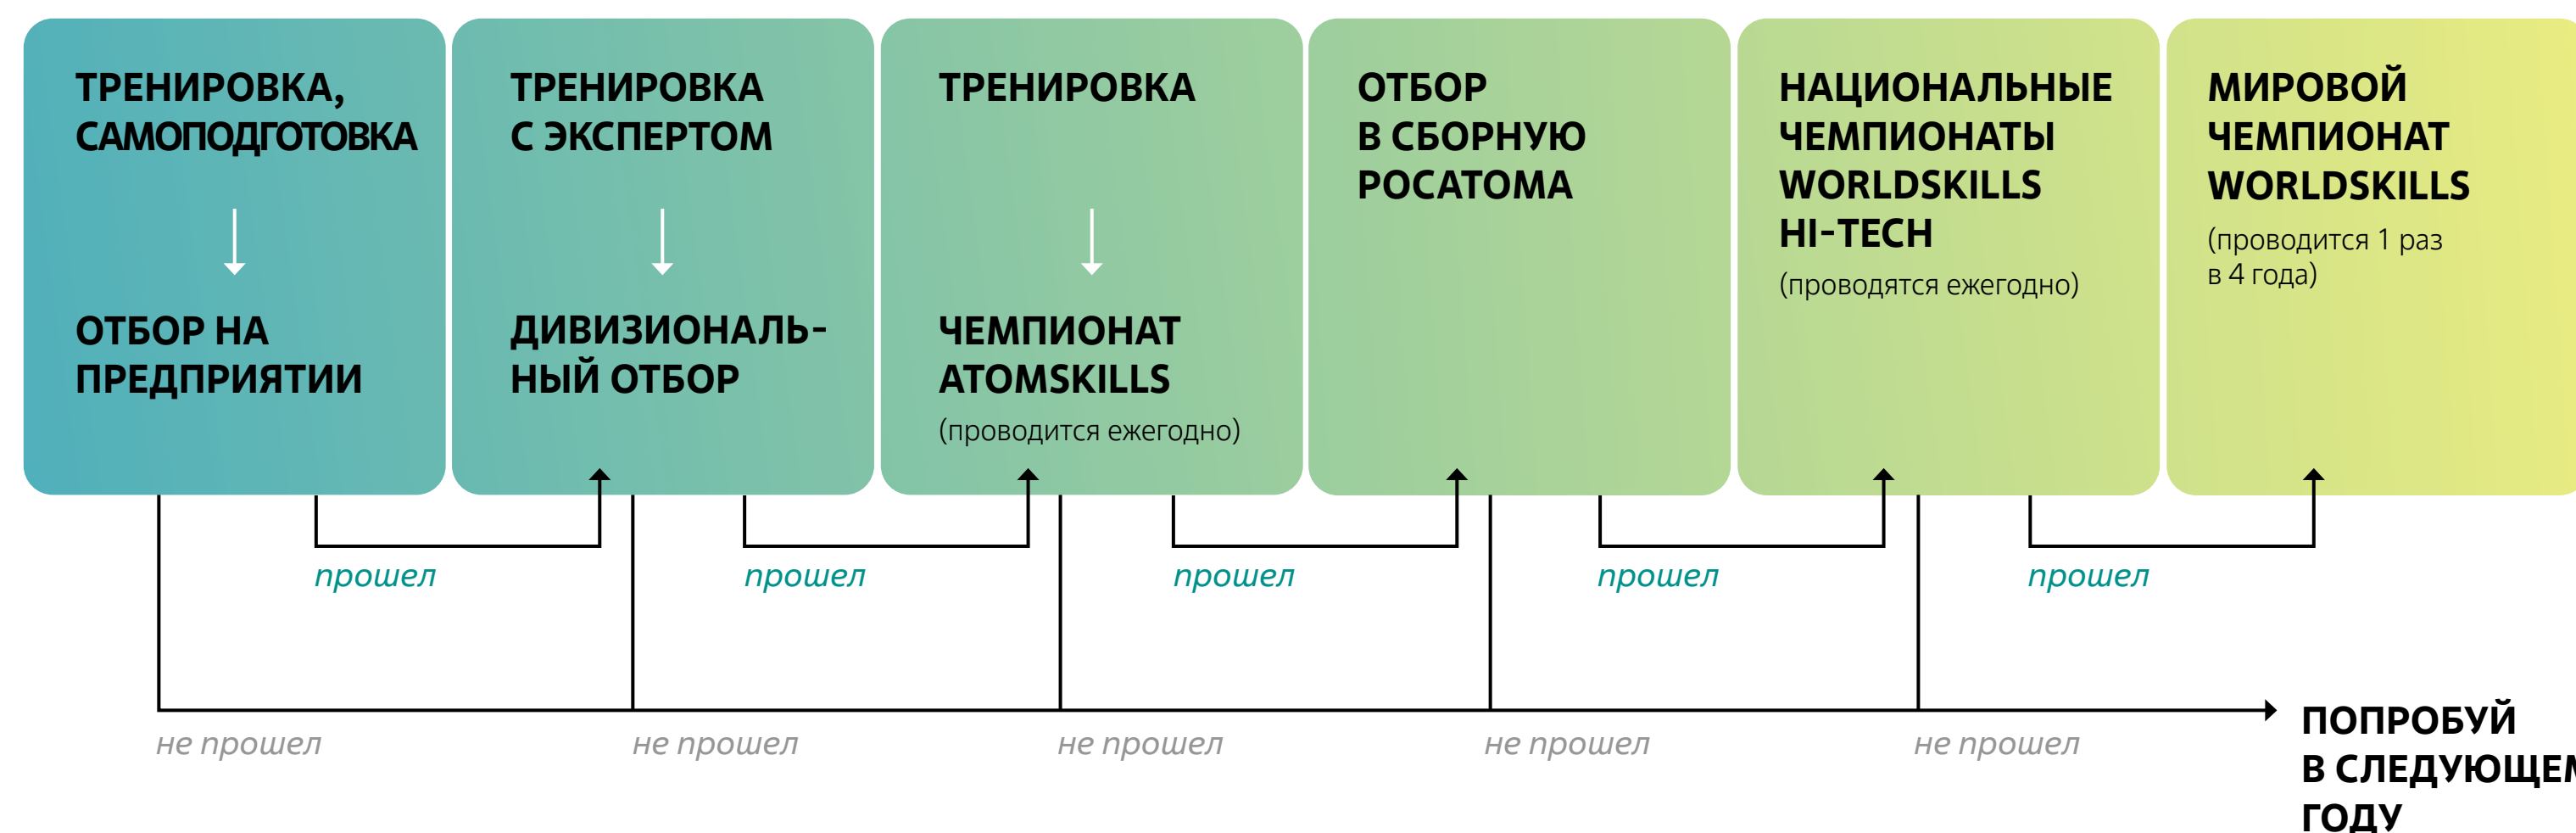 ТРЕНИРОВКА,
САМОПОДГОТОВКА
ОТБОР НА
ПРЕДПРИЯТИИ
ТРЕНИРОВКА
С ЭКСПЕРТОМ
ДИВИЗИОНАЛЬ-
НЫЙ ОТБОР
ТРЕНИРОВКА
ЧЕМПИОНАТ
ATOMSKILLS
(проводится ежегодно)
ОТБОР
В СБОРНУЮ
РОСАТОМА
НАЦИОНАЛЬНЫЕ
ЧЕМПИОНАТЫ
WORLDSKILLS
HI-TECH
(проводятся ежегодно)
МИРОВОЙ
ЧЕМПИОНАТ
WORLDSKILLS
(проводится 1 раз
в 4 года)
прошел
прошел
прошел
прошел
прошел
не прошел
не прошел
не прошел
не прошел
не прошел
ПОПРОБУЙ
В СЛЕДУЮЩЕМ
ГОДУ